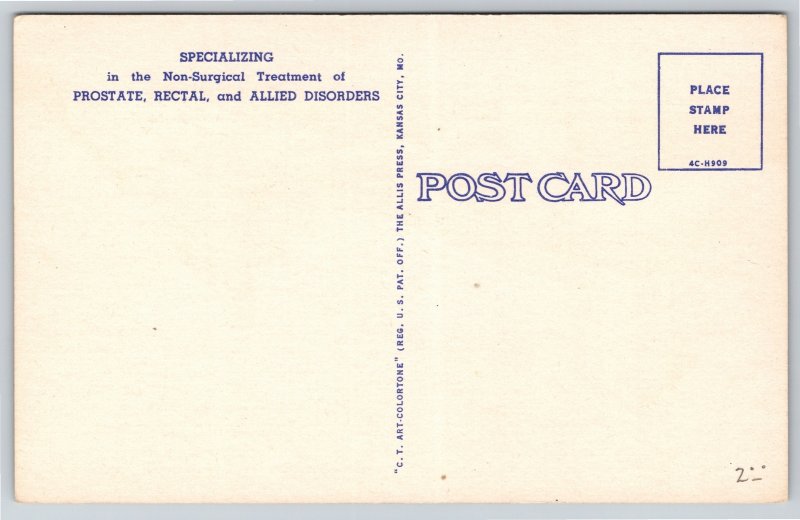 SPECIALIZING
in the Non-Surgical Treatment of
PROSTATE, RECTAL, and ALLIED DISORDERS
"C. T. ART-COLORTONE" (REG. U. S. PAT. OFF.) THE ALLIS PRESS, KANSAS CITY, MO.
POST CARD
PLACE
STAMP
HERE
4C-H909
2°°